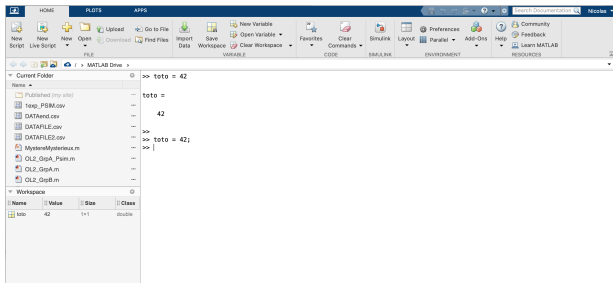 HOME PLOTS APPS Search Documentation Nicolas
New Script
New Live Script
New
Open
Upload
Download
Go to File
Find Files
Import Data
Save Workspace
New Variable
Open Variable
Clear Workspace
Favorites
Clear Commands
Simulink
Layout
Preferences
Parallel
Add-Ons
Help
Community
Feedback
Learn MATLAB
FILE VARIABLE CODE SIMULINK ENVIRONMENT RESOURCES
/ > MATLAB Drive >
Current Folder
Name
Published (my site)
1exp_PSIM.csv
DATAend.csv
DATAFILE.csv
DATAFILE2.csv
MystereMysterieux.m
OL2_GrpA_Psim.m
OL2_GrpA.m
OL2_GrpB.m
Workspace
Name Value Size Class
toto 42 1×1 double
>> toto = 42
toto =
42
>>
>> toto = 42;
>>